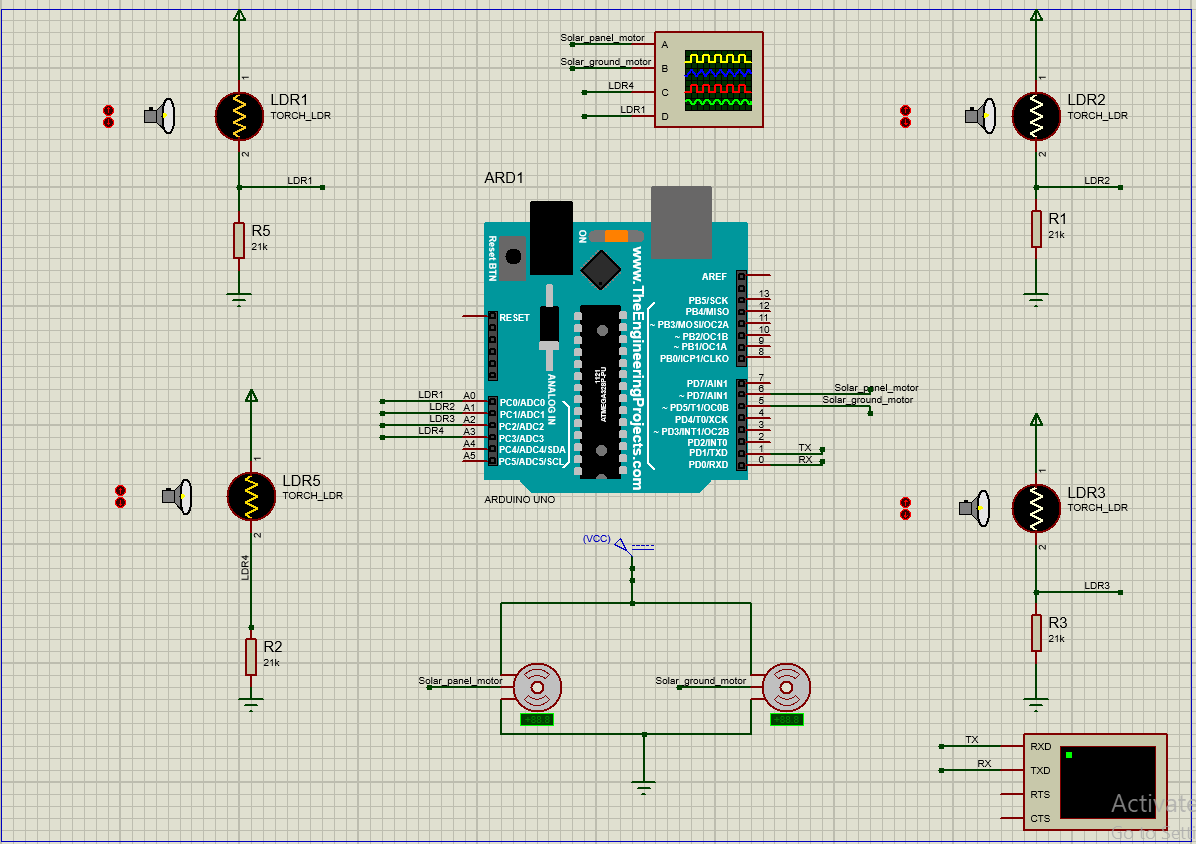 Solar_panel_motor
A
Solar_ground_motor
B
LDR4
C
LDR1
D
1
LDR1
TORCH_LDR
2
LDR1
R5
21k
1
LDR2
TORCH_LDR
2
LDR2
R1
21k
ARD1
Reset BTN
ON
www.TheEngineeringProjects.com
1121
ATMEGA328P-PU
ANALOG IN
RESET
AREF
PB5/SCK 13
PB4/MISO 12
~ PB3/MOSI/OC2A 11
~ PB2/OC1B 10
~ PB1/OC1A 9
PB0/ICP1/CLKO 8
PD7/AIN1 7
~ PD7/AIN1 6 Solar_panel_motor
~ PD5/T1/OC0B 5 Solar_ground_motor
PD4/T0/XCK 4
~ PD3/INT1/OC2B 3
PD2/INT0 2
PD1/TXD 1 TX
PD0/RXD 0 RX
LDR1 A0 PC0/ADC0
LDR2 A1 PC1/ADC1
LDR3 A2 PC2/ADC2
LDR4 A3 PC3/ADC3
A4 PC4/ADC4/SDA
A5 PC5/ADC5/SCL
ARDUINO UNO
1
LDR5
TORCH_LDR
2
LDR4
R2
21k
1
LDR3
TORCH_LDR
2
LDR3
R3
21k
(VCC)
Solar_panel_motor
+88.8
Solar_ground_motor
+88.8
TX RXD
RX TXD
RTS
CTS
Activate
Go to Setti